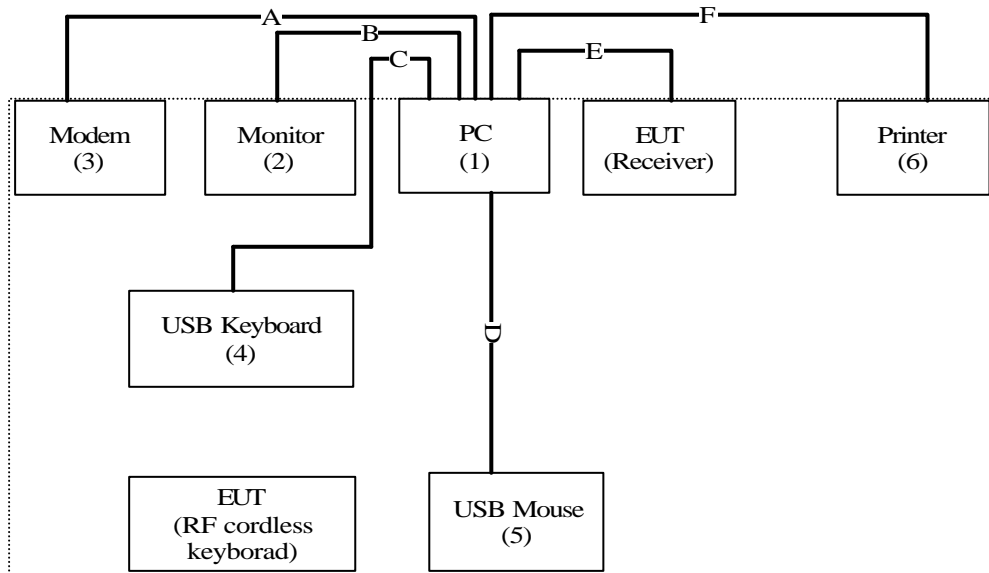 A
F
B
C
E
Modem
(3)
Monitor
(2)
PC
(1)
EUT
(Receiver)
Printer
(6)
USB Keyboard
(4)
D
EUT
(RF cordless
keyborad)
USB Mouse
(5)